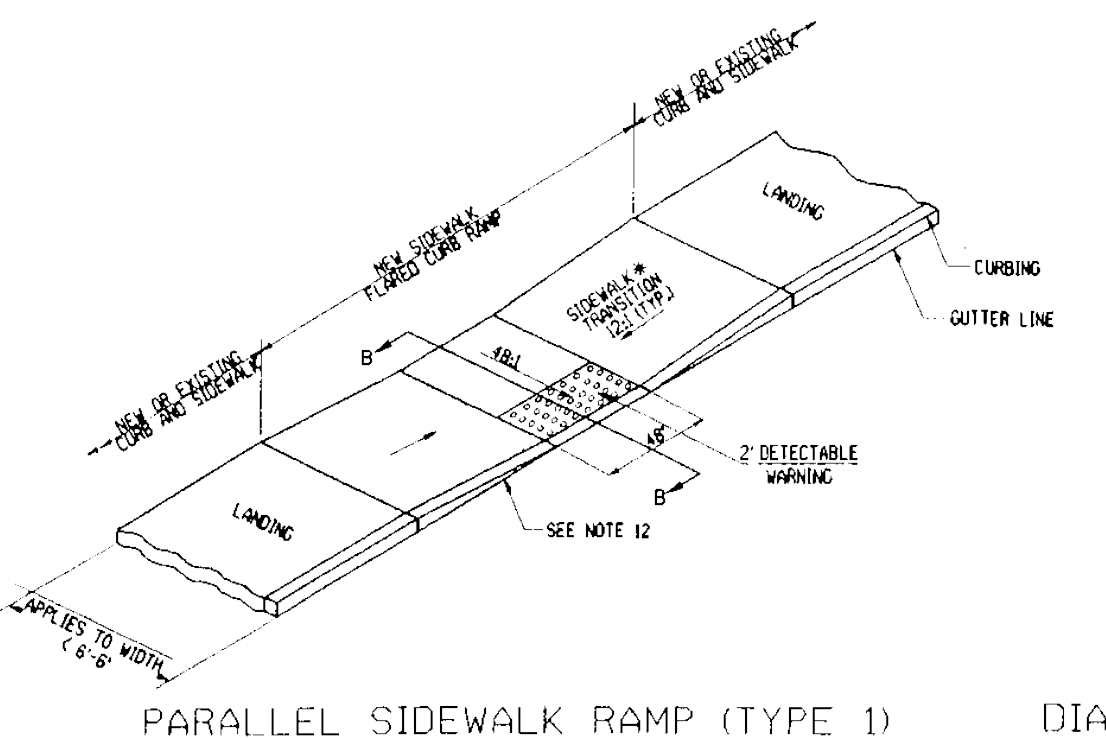 NEW OR EXISTING
CURB AND SIDEWALK
LANDING
NEW SIDEWALK
FLARED CURB RAMP
CURBING
SIDEWALK*
TRANSITION
12:1 (TYP.)
GUTTER LINE
B
48:1
NEW OR EXISTING
CURB AND SIDEWALK
48"
2' DETECTABLE
WARNING
B
LANDING
SEE NOTE 12
APPLIES TO WIDTH
< 6'-6'
PARALLEL SIDEWALK RAMP (TYPE 1)
DIA